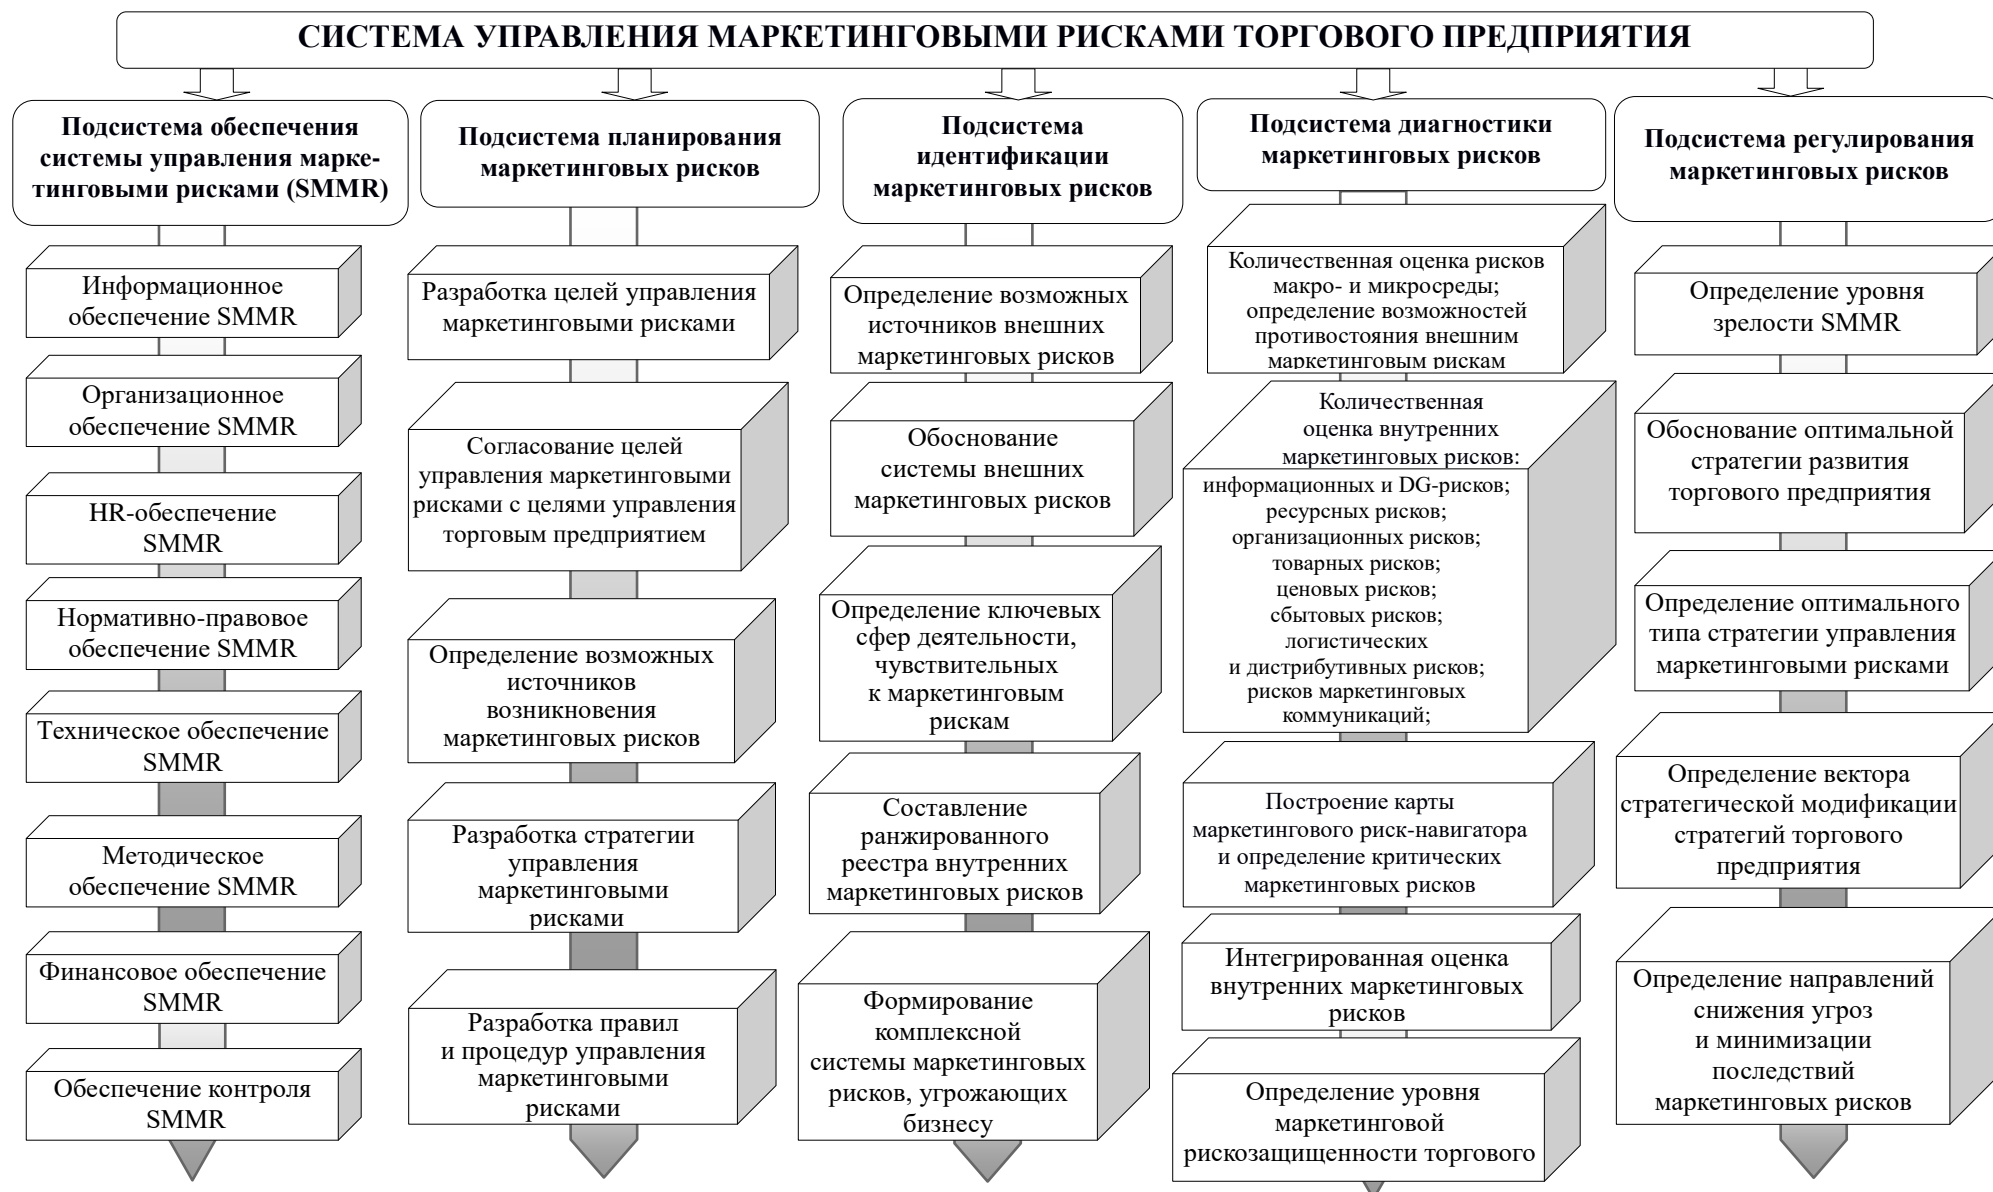 СИСТЕМА УПРАВЛЕНИЯ МАРКЕТИНГОВЫМИ РИСКАМИ ТОРГОВОГО ПРЕДПРИЯТИЯ
Подсистема обеспечения
системы управления марке-
тинговыми рисками (SMMR)
Информационное
обеспечение SMMR
Организационное
обеспечение SMMR
HR-обеспечение
SMMR
Нормативно-правовое
обеспечение SMMR
Техническое обеспечение
SMMR
Методическое
обеспечение SMMR
Финансовое обеспечение
SMMR
Обеспечение контроля
SMMR
Подсистема планирования
маркетинговых рисков
Разработка целей управления
маркетинговыми рисками
Согласование целей
управления маркетинговыми
рисками с целями управления
торговым предприятием
Определение возможных
источников
возникновения
маркетинговых рисков
Разработка стратегии
управления
маркетинговыми
рисками
Разработка правил
и процедур управления
маркетинговыми
рисками
Подсистема
идентификации
маркетинговых рисков
Определение возможных
источников внешних
маркетинговых рисков
Обоснование
системы внешних
маркетинговых рисков
Определение ключевых
сфер деятельности,
чувствительных
к маркетинговым
рискам
Составление
ранжированного
реестра внутренних
маркетинговых рисков
Формирование
комплексной
системы маркетинговых
рисков, угрожающих
бизнесу
Подсистема диагностики
маркетинговых рисков
Количественная оценка рисков
макро- и микросреды;
определение возможностей
противостояния внешним
маркетинговым рискам
Количественная
оценка внутренних
маркетинговых рисков:
информационных и DG-рисков;
ресурсных рисков;
организационных рисков;
товарных рисков;
ценовых рисков;
сбытовых рисков;
логистических
и дистрибутивных рисков;
рисков маркетинговых
коммуникаций;
Построение карты
маркетингового риск-навигатора
и определение критических
маркетинговых рисков
Интегрированная оценка
внутренних маркетинговых
рисков
Определение уровня
маркетинговой
рискозащищенности торгового
Подсистема регулирования
маркетинговых рисков
Определение уровня
зрелости SMMR
Обоснование оптимальной
стратегии развития
торгового предприятия
Определение оптимального
типа стратегии управления
маркетинговыми рисками
Определение вектора
стратегической модификации
стратегий торгового
предприятия
Определение направлений
снижения угроз
и минимизации
последствий
маркетинговых рисков